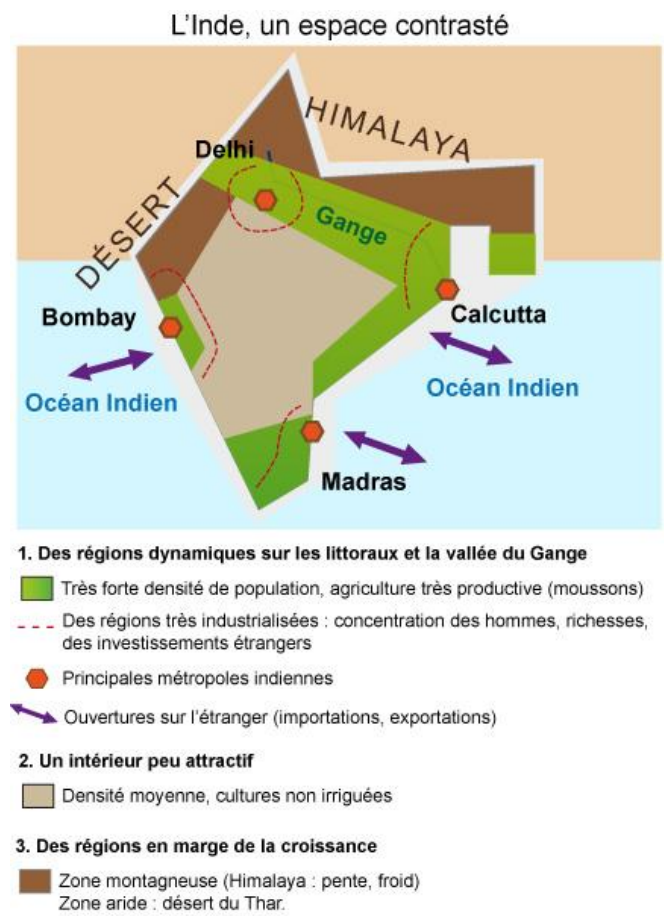 L'Inde, un espace contrasté
HIMALAYA
Delhi
DÉSERT
Gange
Bombay
Calcutta
Océan Indien
Océan Indien
Madras
1. Des régions dynamiques sur les littoraux et la vallée du Gange
Très forte densité de population, agriculture très productive (moussons)
Des régions très industrialisées : concentration des hommes, richesses,
des investissements étrangers
Principales métropoles indiennes
Ouvertures sur l'étranger (importations, exportations)
2. Un intérieur peu attractif
Densité moyenne, cultures non irriguées
3. Des régions en marge de la croissance
Zone montagneuse (Himalaya : pente, froid)
Zone aride : désert du Thar.